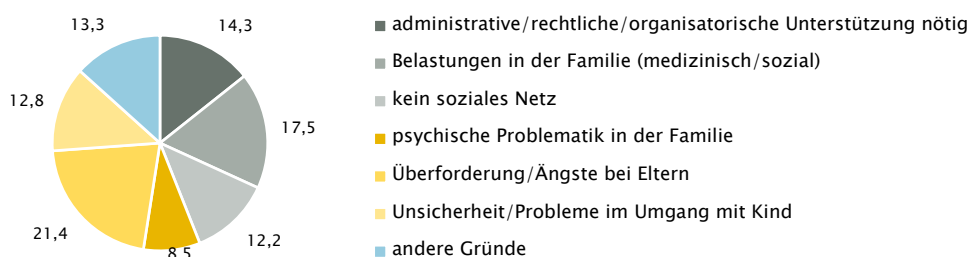 13,3
14,3
12,8
17,5
21,4
12,2
8,5
administrative/rechtliche/organisatorische Unterstützung nötig
Belastungen in der Familie (medizinisch/sozial)
kein soziales Netz
psychische Problematik in der Familie
Überforderung/Ängste bei Eltern
Unsicherheit/Probleme im Umgang mit Kind
andere Gründe